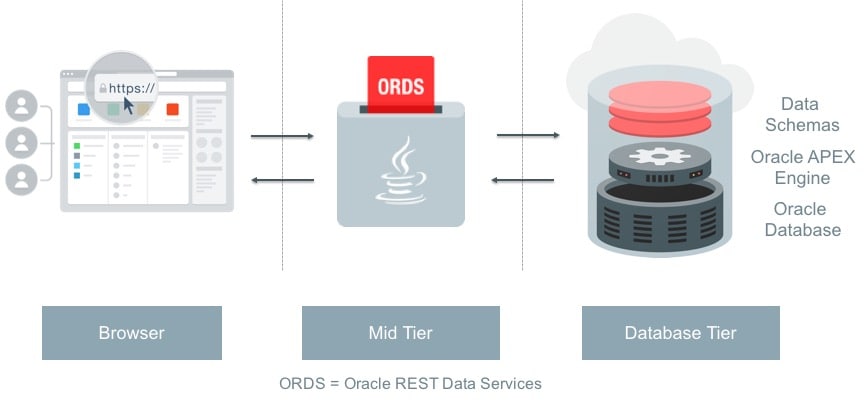 https://
ORDS
Data
Schemas
Oracle APEX
Engine
Oracle
Database
Browser
Mid Tier
Database Tier
ORDS = Oracle REST Data Services